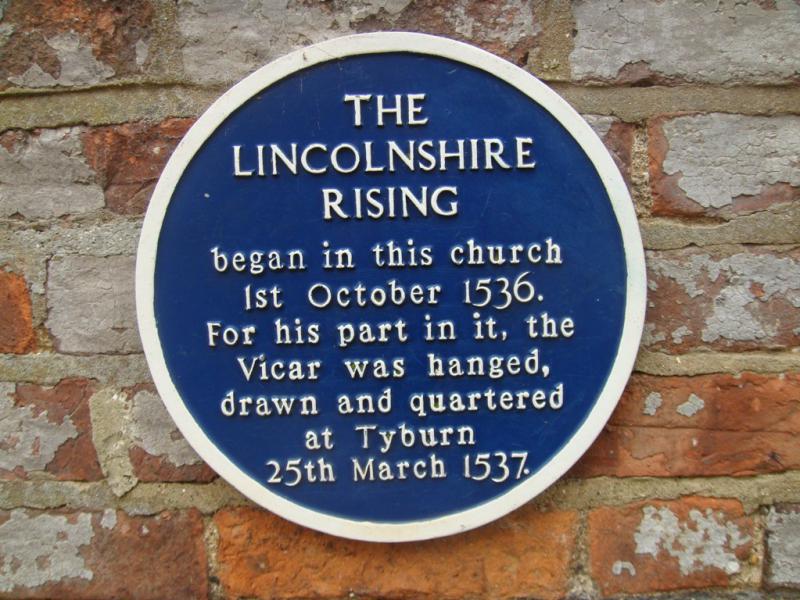 THE
LINCOLNSHIRE
RISING
began in this church
1st October 1536.
For his part in it, the
Vicar was hanged,
drawn and quartered
at Tyburn
25th March 1537.